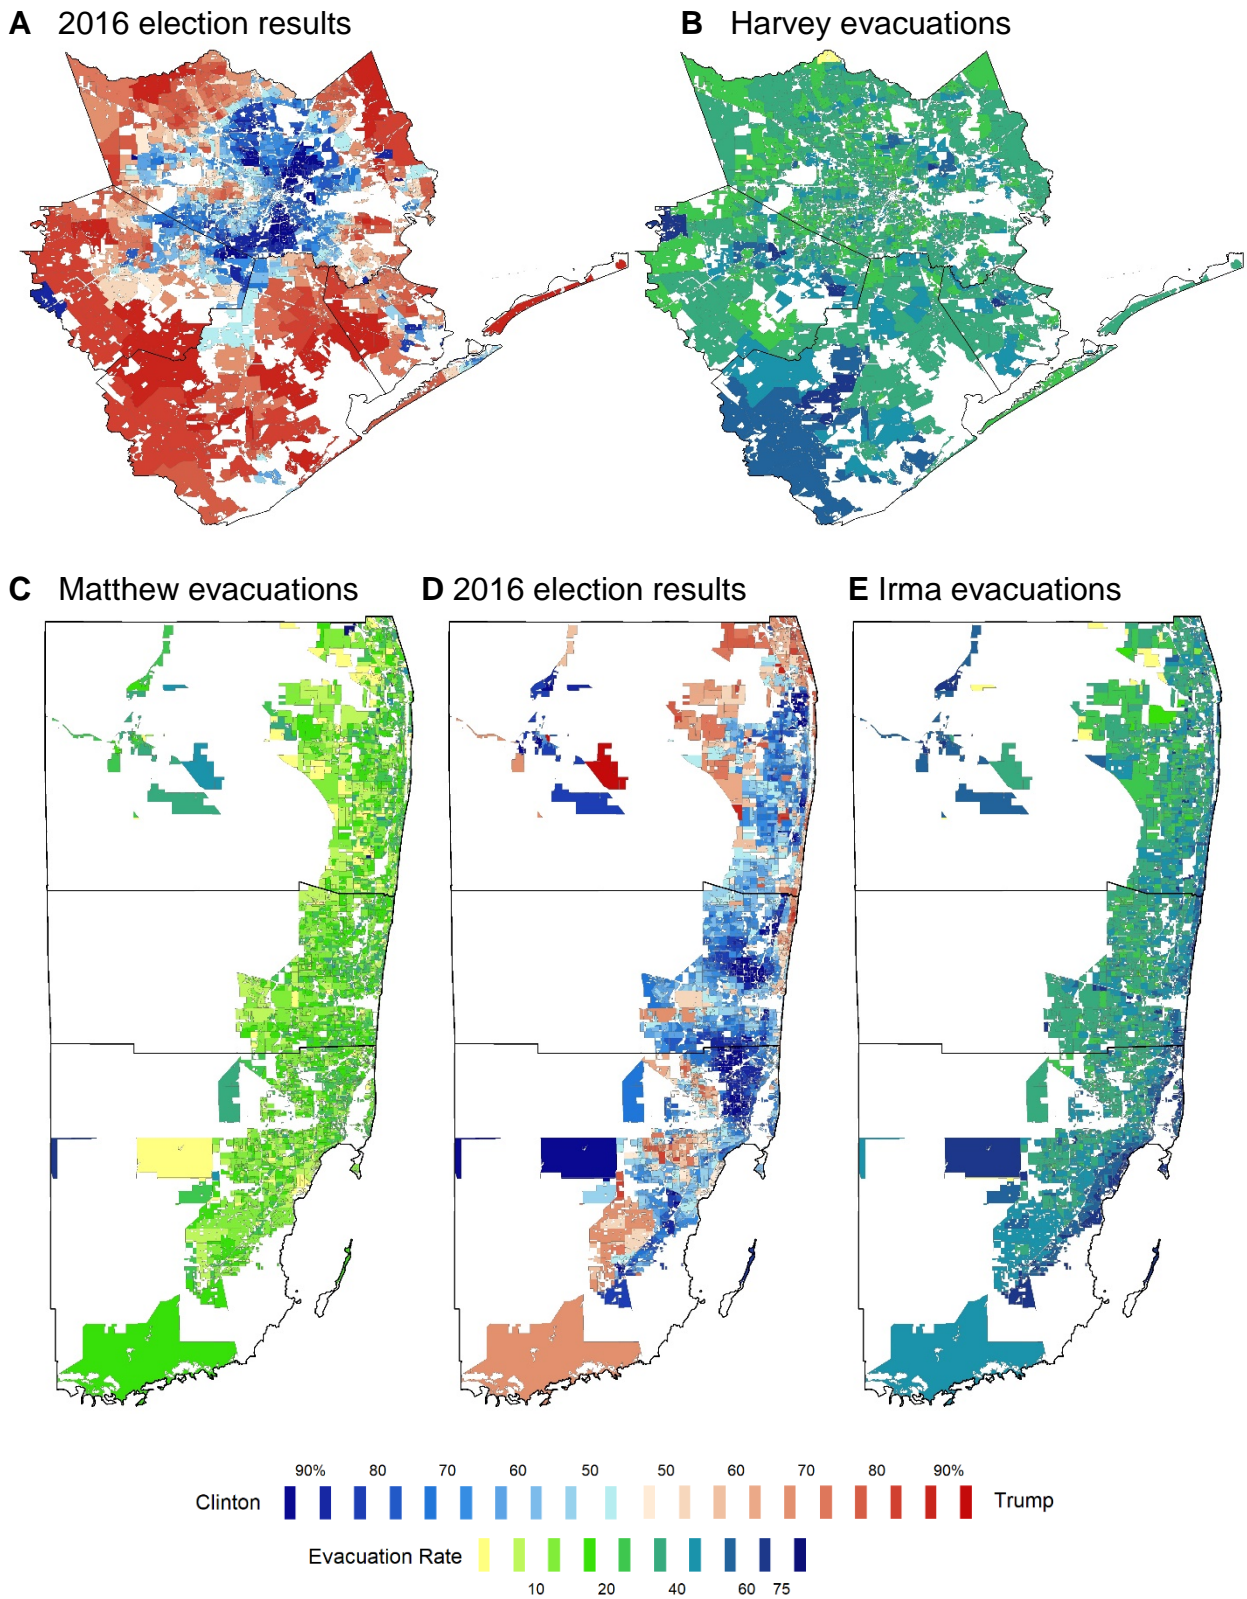 A 2016 election results
B Harvey evacuations
C Matthew evacuations
D 2016 election results
E Irma evacuations
90% 80 70 60 50 50 60 70 80 90%
Clinton Trump
Evacuation Rate
10 20 40 60 75